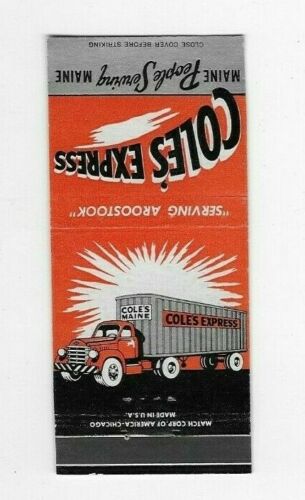 CLOSE COVER BEFORE STRIKING
MAINE People Serving MAINE
COLE'S EXPRESS
"SERVING AROOSTOOK"
COLE'S
MAINE
COLE'S EXPRESS
MATCH CORP. OF AMERICA-CHICAGO
MADE IN U.S.A.